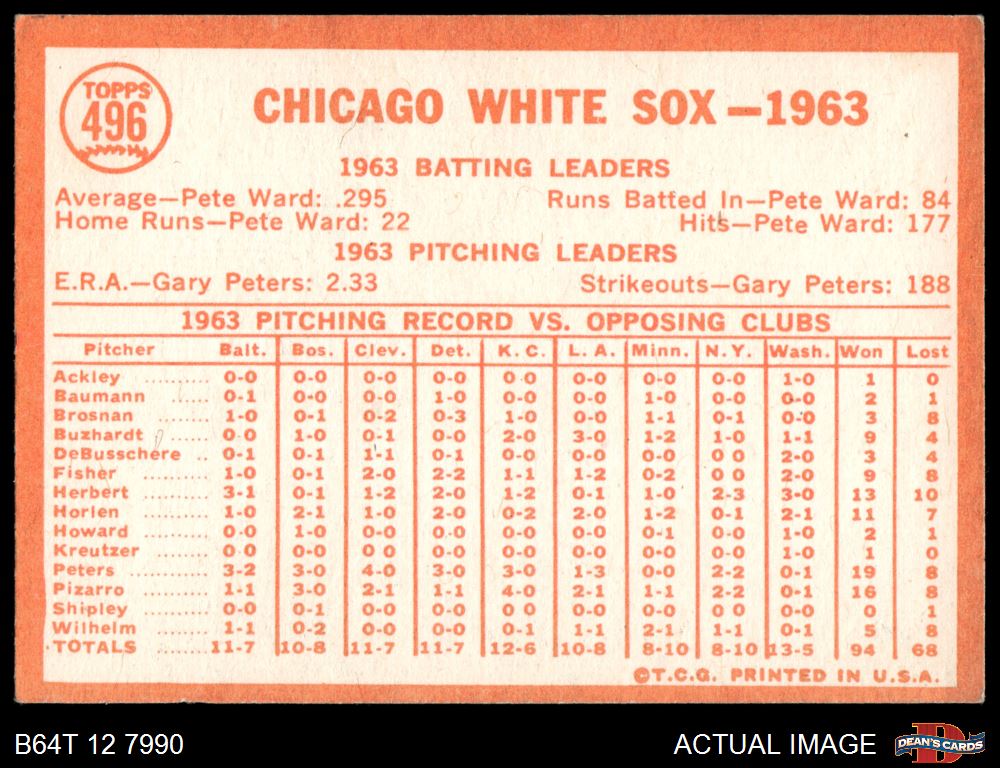 TOPPS
496
CHICAGO WHITE SOX—1963
1963 BATTING LEADERS
Average—Pete Ward: .295 Runs Batted In—Pete Ward: 84
Home Runs—Pete Ward: 22 Hits—Pete Ward: 177
1963 PITCHING LEADERS
E.R.A.—Gary Peters: 2.33 Strikeouts—Gary Peters: 188
1963 PITCHING RECORD VS. OPPOSING CLUBS
Pitcher Balt. Bos. Clev. Det. K. C. L. A. Minn. N.Y. Wash. Won Lost
Ackley .......... 0-0 0-0 0-0 0-0 0 0 0-0 0-0 0-0 1-0 1 0
Baumann ...... 0-1 0-0 0-0 1-0 0-0 0-0 1-0 0-0 0-0 2 1
Brosnan ........ 1-0 0-1 0-2 0-3 1-0 0-0 1-1 0-1 0-0 3 8
Buzhardt ...... 0-0 1-0 0-1 0-0 2-0 3-0 1-2 1-0 1-1 9 4
DeBusschere .. 0-1 0-1 1-1 0-1 0-0 0-0 0-0 0 0 2-0 3 4
Fisher .......... 1-0 0-1 2-0 2-2 1-1 1-2 0-2 0 0 2-0 9 8
Herbert ........ 3-1 0-1 1-2 2-0 1-2 0-1 1-0 2-3 3-0 13 10
Horlen .......... 1-0 2-1 1-0 2-0 0-2 2-0 1-2 0-1 2-1 11 7
Howard ........ 0-0 1-0 0-0 0-0 0-0 0-0 0-1 0-0 1-0 2 1
Kreutzer ...... 0 0 0-0 0 0 0-0 0-0 0-0 0-0 0-0 1-0 1 0
Peters .......... 3-2 3-0 4-0 3-0 3-0 1-3 0-0 2-2 0-1 19 8
Pizarro ........ 1-1 3-0 2-1 1-1 4-0 2-1 1-1 2-2 0-1 16 8
Shipley ........ 0-0 0-1 0-0 0-0 0 0 0-0 0-0 0 0 0-0 0 1
Wilhelm ........ 1-1 0-2 0-0 0-0 0-1 1-1 2-1 1-1 0-1 5 8
TOTALS ........ 11-7 10-8 11-7 11-7 12-6 10-8 8-10 8-10 13-5 94 68
©T.C.G. PRINTED IN U.S.A.
B64T 12 7990 ACTUAL IMAGE
D
DEAN'S CARDS